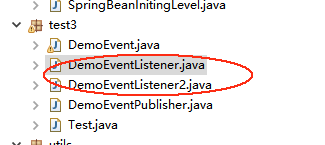 SpringBeanInitingLevel.java
test3
DemoEvent.java
DemoEventListener.java
DemoEventListener2.java
DemoEventPublisher.java
Test.java
utils